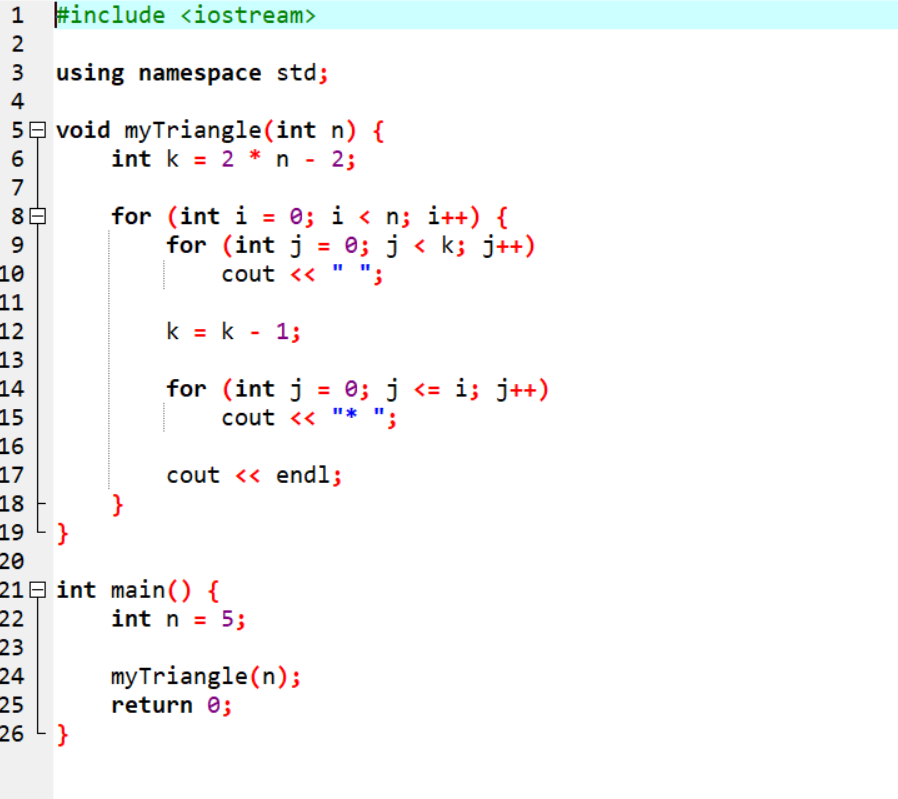 1 #include <iostream>
2
3 using namespace std;
4
5 void myTriangle(int n) {
6     int k = 2 * n - 2;
7
8     for (int i = 0; i < n; i++) {
9         for (int j = 0; j < k; j++)
10             cout << " ";
11
12         k = k - 1;
13
14         for (int j = 0; j <= i; j++)
15             cout << "* ";
16
17         cout << endl;
18     }
19 }
20
21 int main() {
22     int n = 5;
23
24     myTriangle(n);
25     return 0;
26 }